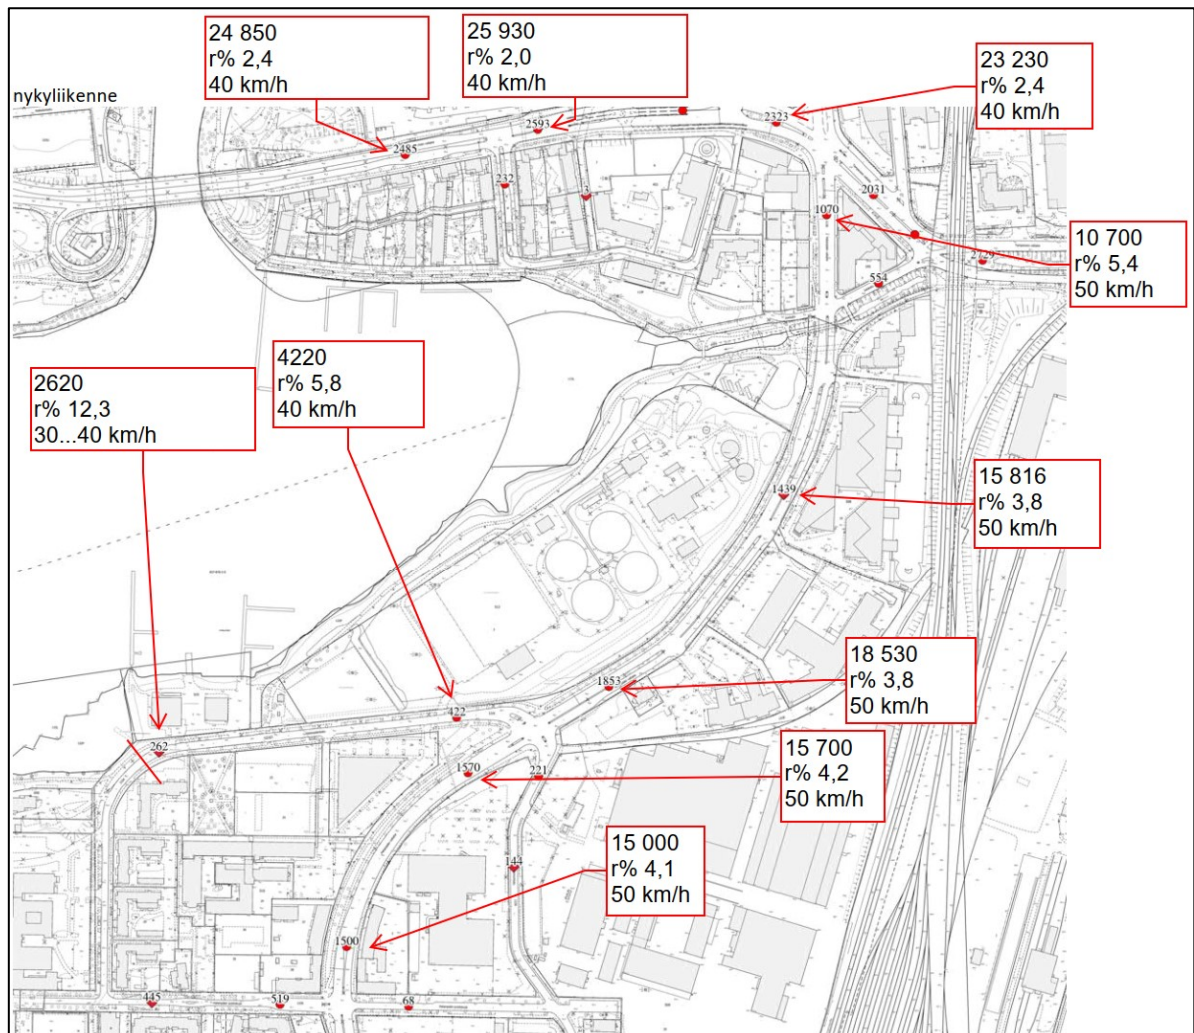 24 850
r% 2,4
40 km/h
25 930
r% 2,0
40 km/h
23 230
r% 2,4
40 km/h
nykyliikenne
2593
2323
2485
232
3
2031
1070
10 700
r% 5,4
50 km/h
2729
554
4220
r% 5,8
40 km/h
2620
r% 12,3
30...40 km/h
15 816
r% 3,8
50 km/h
1439
18 530
r% 3,8
50 km/h
1853
422
262
15 700
r% 4,2
50 km/h
1570
221
15 000
r% 4,1
50 km/h
144
1500
445
519
68